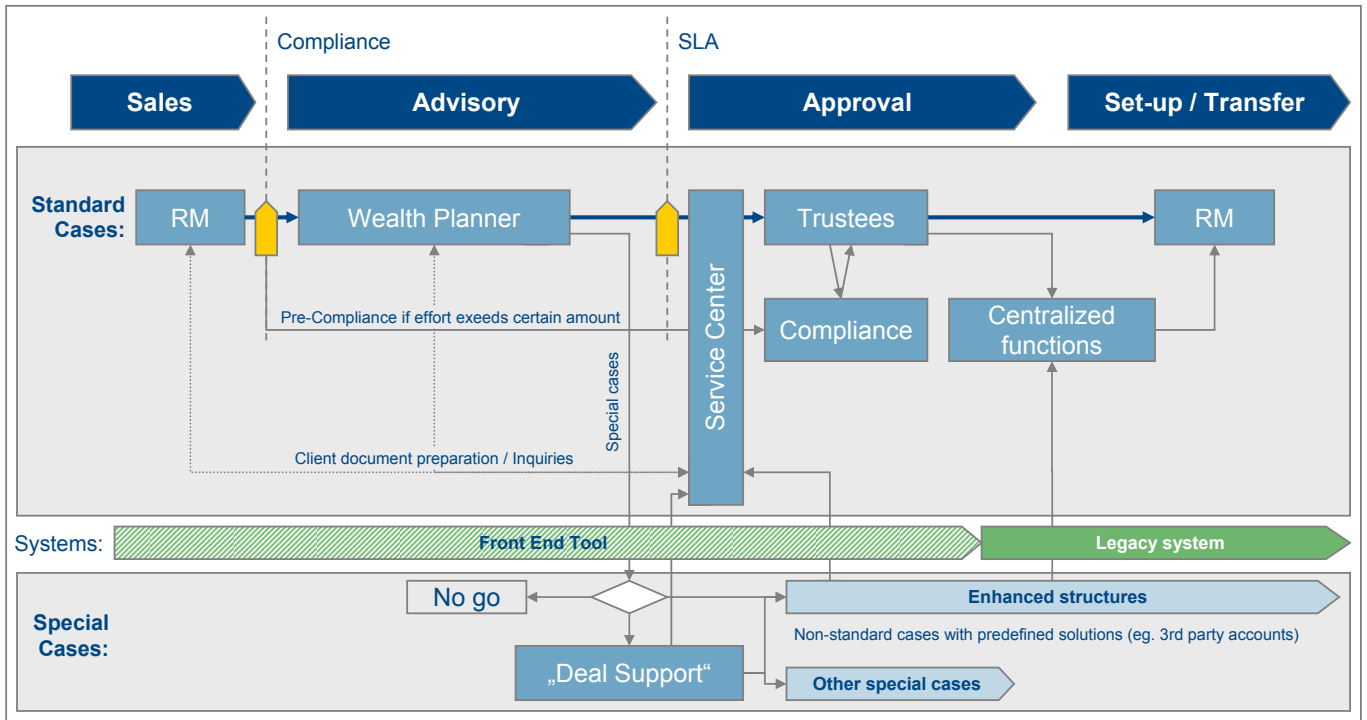 Compliance
SLA
Sales
Advisory
Approval
Set-up / Transfer
Standard
Cases:
RM
Wealth Planner
Service Center
Trustees
RM
Pre-Compliance if effort exceeds certain amount
Compliance
Centralized
functions
Special cases
Client document preparation / Inquiries
Systems:
Front End Tool
Legacy system
Special
Cases:
No go
Enhanced structures
Non-standard cases with predefined solutions (eg. 3rd party accounts)
„Deal Support“
Other special cases